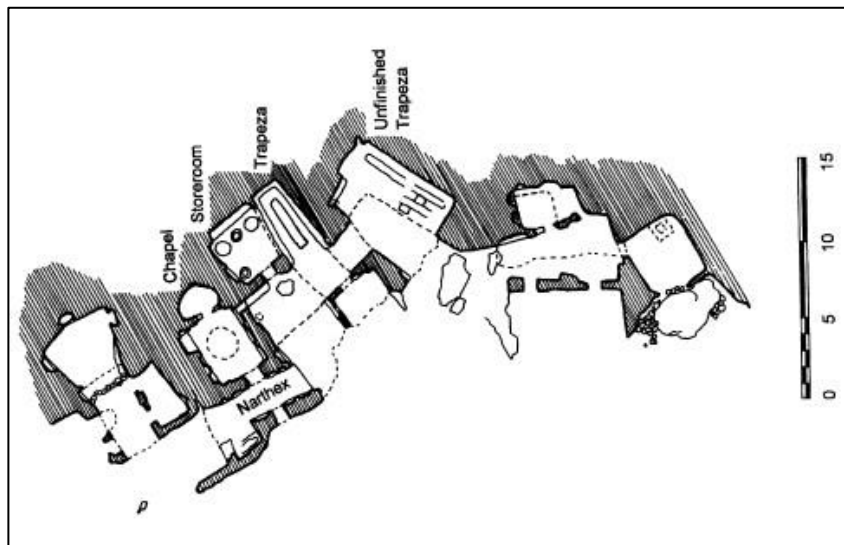 Chapel
Storeroom
Trapeza
Unfinished
Trapeza
Narthex
0 5 10 15